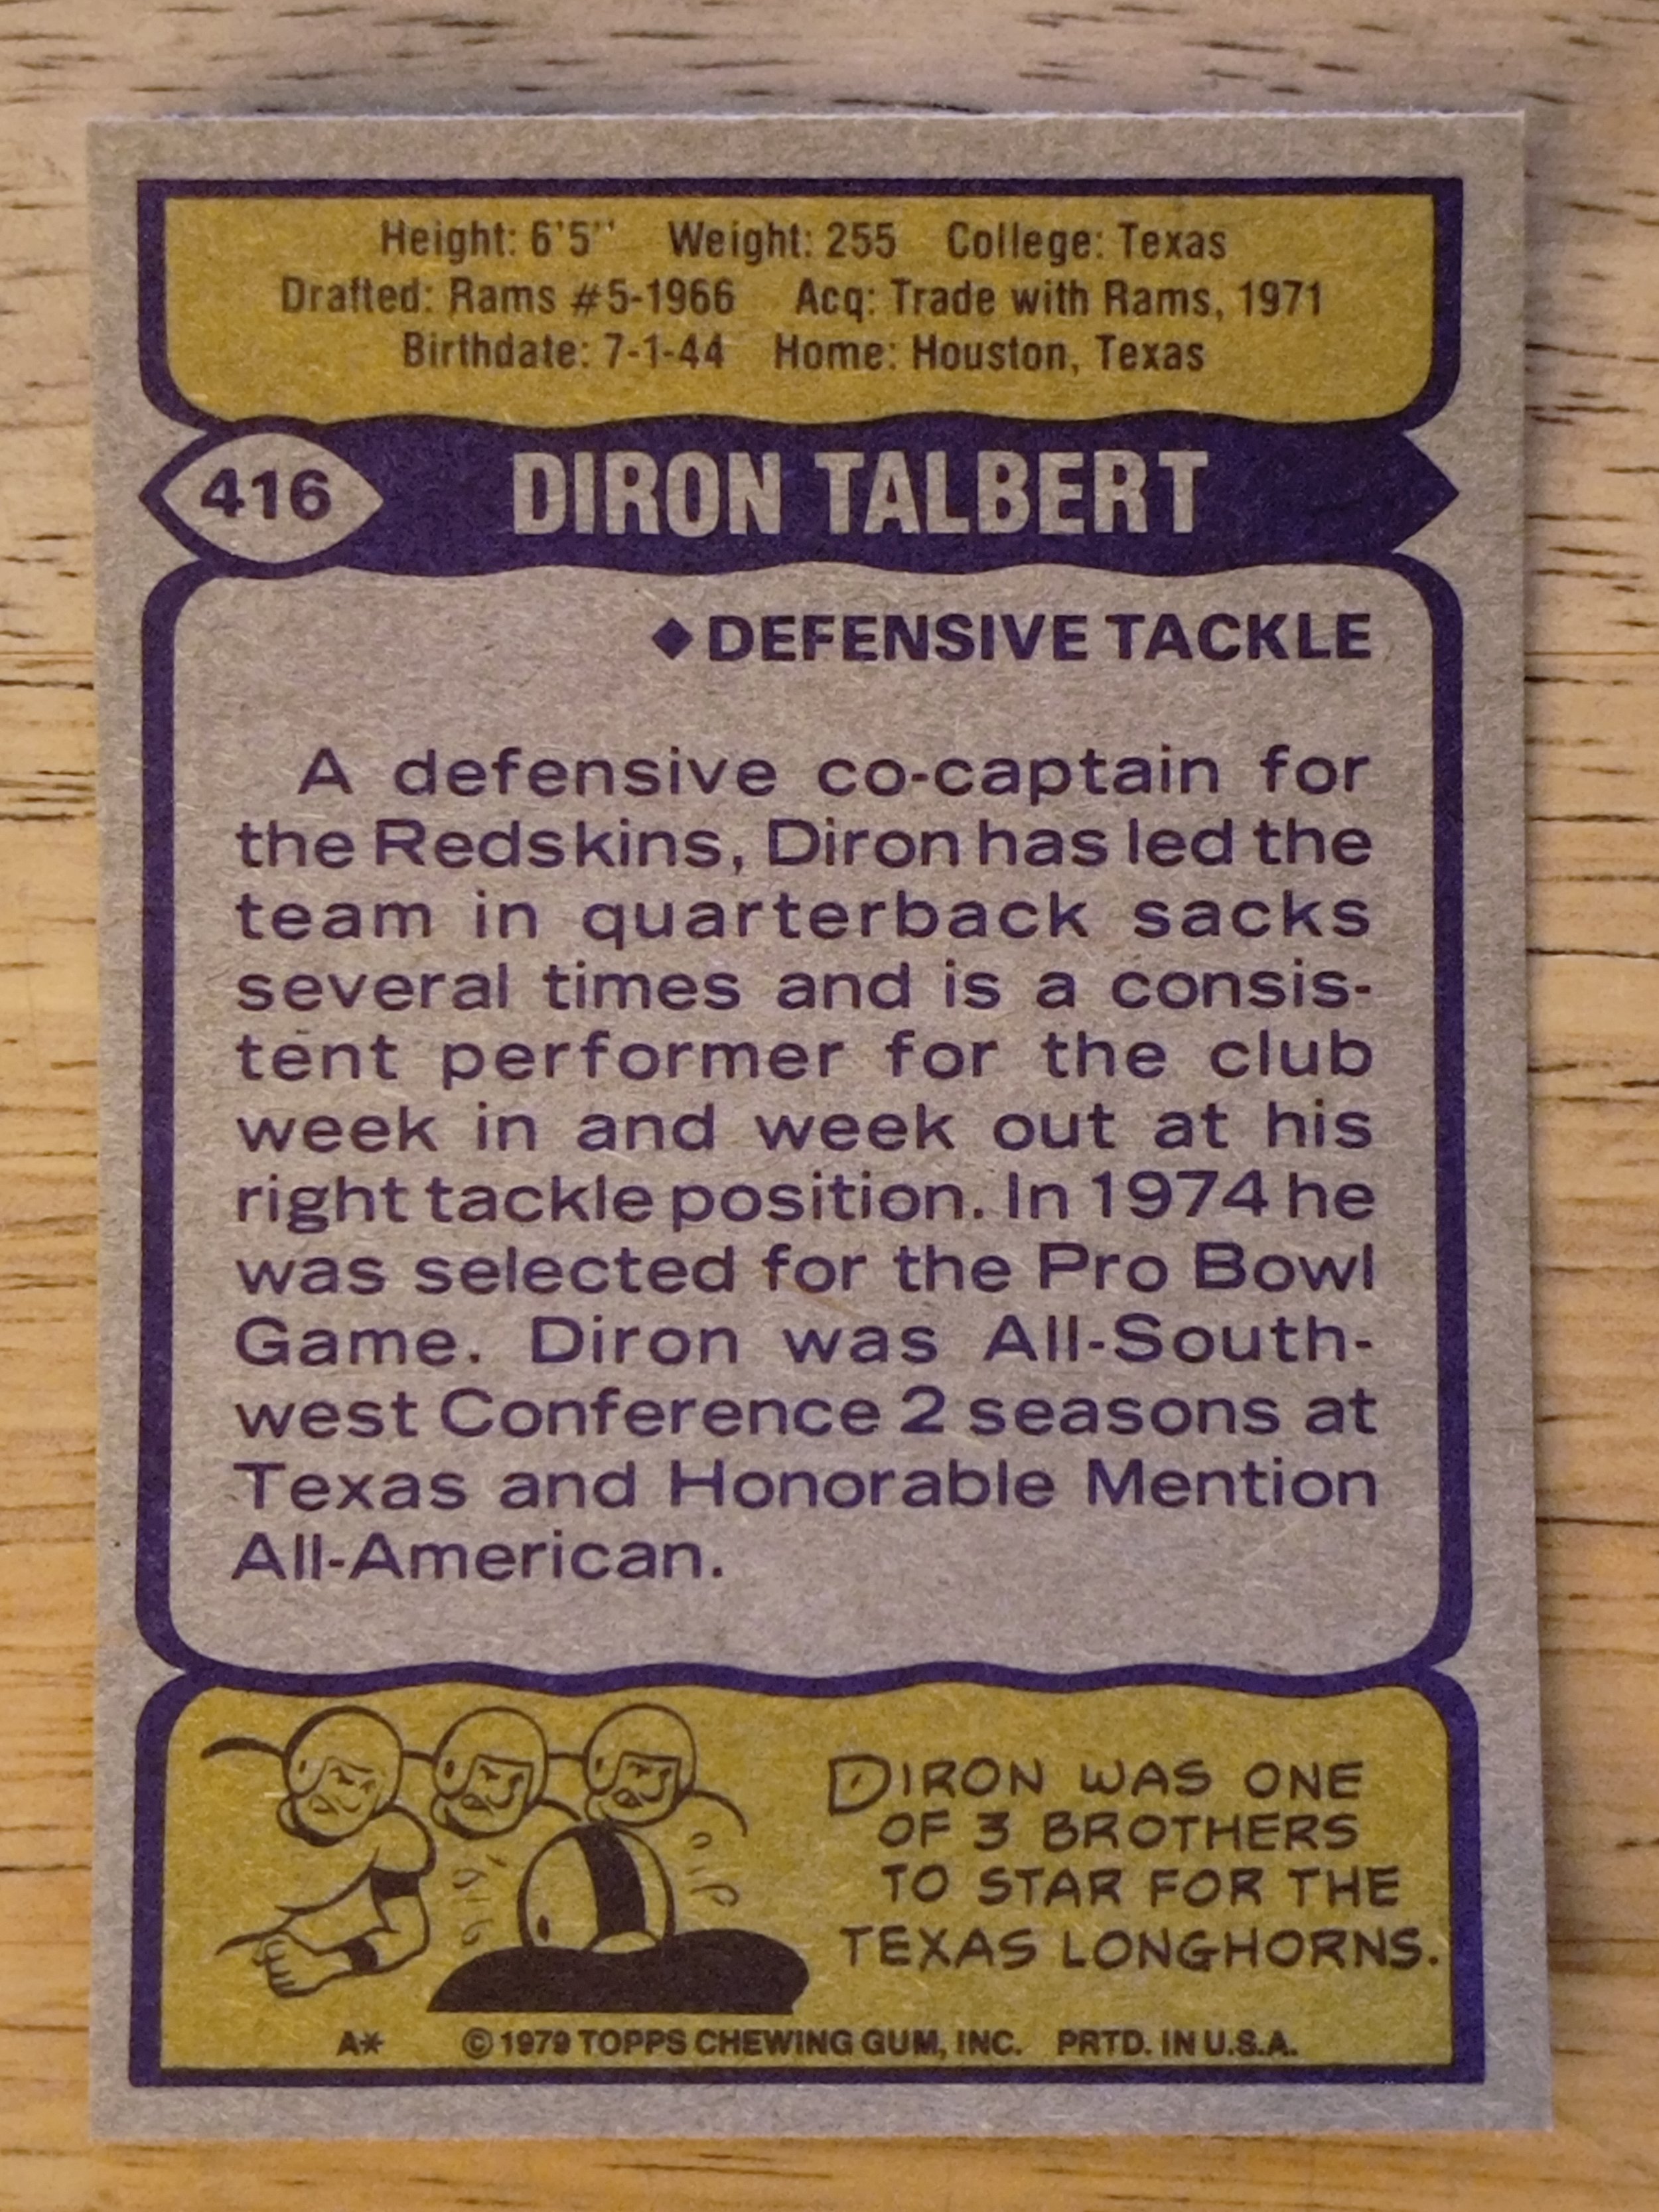 Height: 6'5" Weight: 255 College: Texas
Drafted: Rams #5-1966 Acq: Trade with Rams, 1971
Birthdate: 7-1-44 Home: Houston, Texas
416 DIRON TALBERT
◆DEFENSIVE TACKLE
A defensive co-captain for
the Redskins, Diron has led the
team in quarterback sacks
several times and is a consis-
tent performer for the club
week in and week out at his
right tackle position. In 1974 he
was selected for the Pro Bowl
Game. Diron was All-South-
west Conference 2 seasons at
Texas and Honorable Mention
All-American.
DIRON WAS ONE
OF 3 BROTHERS
TO STAR FOR THE
TEXAS LONGHORNS.
A* © 1979 TOPPS CHEWING GUM, INC. PRTD. IN U.S.A.